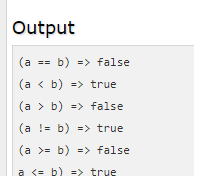 Output
(a == b) => false
(a < b) => true
(a > b) => false
(a != b) => true
(a >= b) => false
a <= b) => true